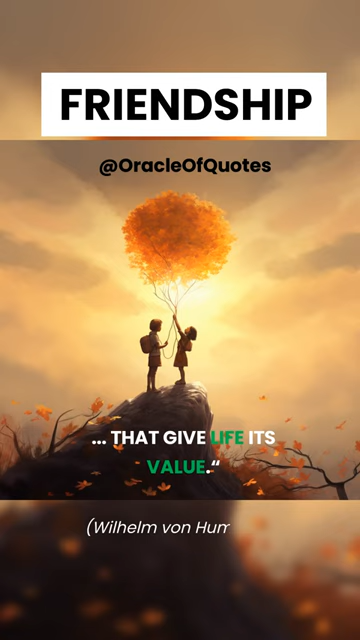 FRIENDSHIP
@OracleOfQuotes
... THAT GIVE LIFE ITS
VALUE.“
(Wilhelm von Hum